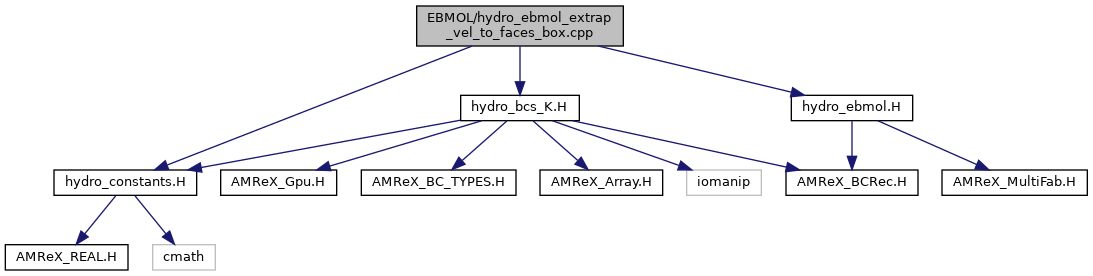 EBMOL/hydro_ebmol_extrap
_vel_to_faces_box.cpp
hydro_bcs_K.H
hydro_ebmol.H
hydro_constants.H
AMReX_Gpu.H
AMReX_BC_TYPES.H
AMReX_Array.H
iomanip
AMReX_BCRec.H
AMReX_MultiFab.H
AMReX_REAL.H
cmath